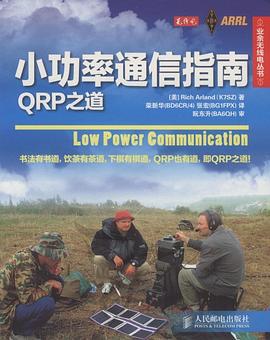 无线电
ARRL
业余无线电丛书
小功率通信指南
QRP之道
[美] Rich Arland (K7SZ) 著
荣新华(BD6CR/4) 张宏(BG1FPX) 译
阮东升(BA6QH) 审
Low Power Communication
书法有书道，饮茶有茶道，下棋有棋道，QRP也有道，即QRP之道！
人民邮电出版社
POSTS & TELECOM PRESS